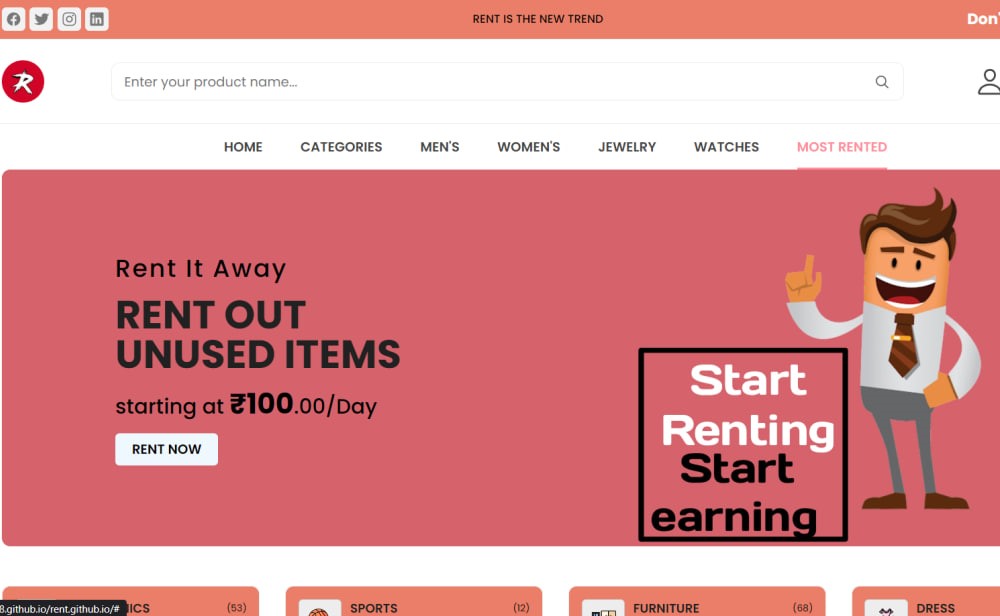 RENT IS THE NEW TREND
Don'
R
Enter your product name...
HOME CATEGORIES MEN'S WOMEN'S JEWELRY WATCHES MOST RENTED
Rent It Away
RENT OUT
UNUSED ITEMS
starting at ₹100.00/Day
RENT NOW
Start
Renting
Start
earning
ICS (53) SPORTS (12) FURNITURE (68) DRESS
8.github.io/rent.github.io/#